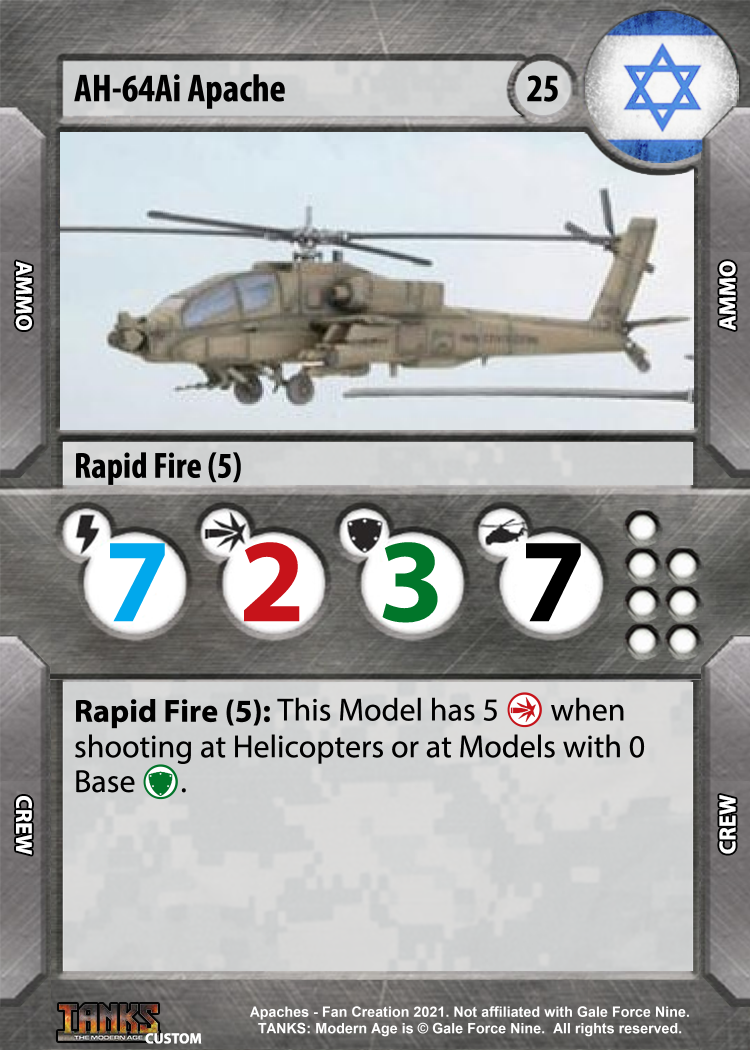 AH-64Ai Apache
25
AMMO
AMMO
Rapid Fire (5)
7
2
3
7
Rapid Fire (5): This Model has 5 when
shooting at Helicopters or at Models with 0
Base .
CREW
CREW
TANKS
THE MODERN AGE
CUSTOM
Apaches - Fan Creation 2021. Not affiliated with Gale Force Nine.
TANKS: Modern Age is © Gale Force Nine. All rights reserved.